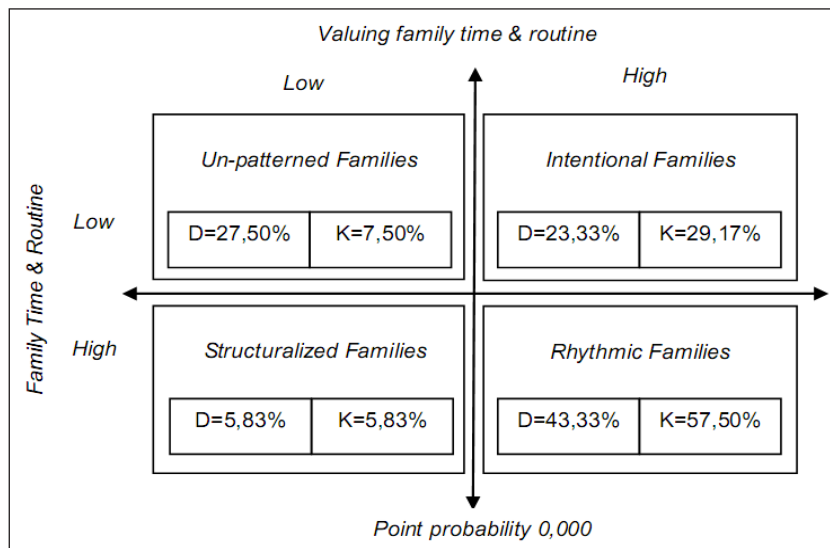 Valuing family time & routine
Low
High
Family Time & Routine
Low
Un-patterned Families
Intentional Families
D=27,50%
K=7,50%
D=23,33%
K=29,17%
High
Structuralized Families
Rhythmic Families
D=5,83%
K=5,83%
D=43,33%
K=57,50%
Point probability 0,000